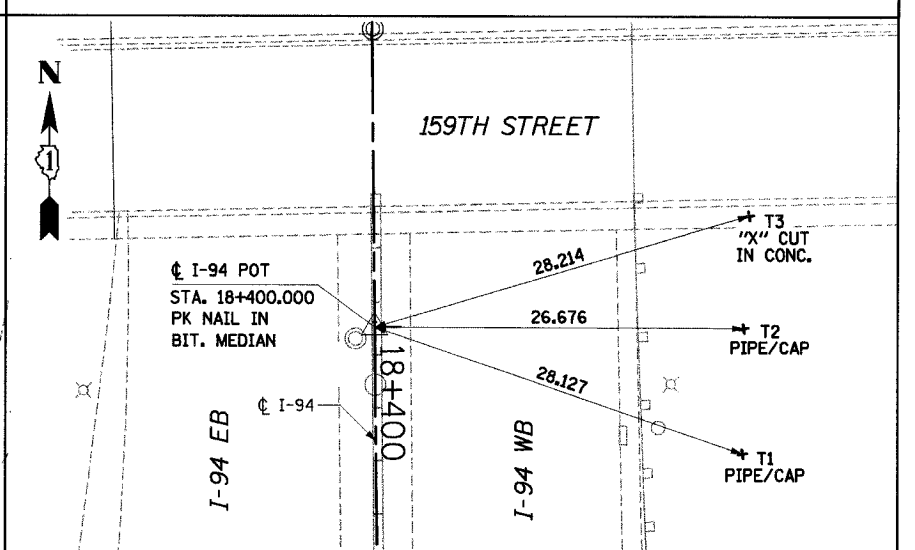 N
1
159TH STREET
T3
"X" CUT
IN CONC.
28.214
℄ I-94 POT
STA. 18+400.000
PK NAIL IN
BIT. MEDIAN
26.676
T2
PIPE/CAP
28.127
18+400
℄ I-94
I-94 EB
I-94 WB
T1
PIPE/CAP